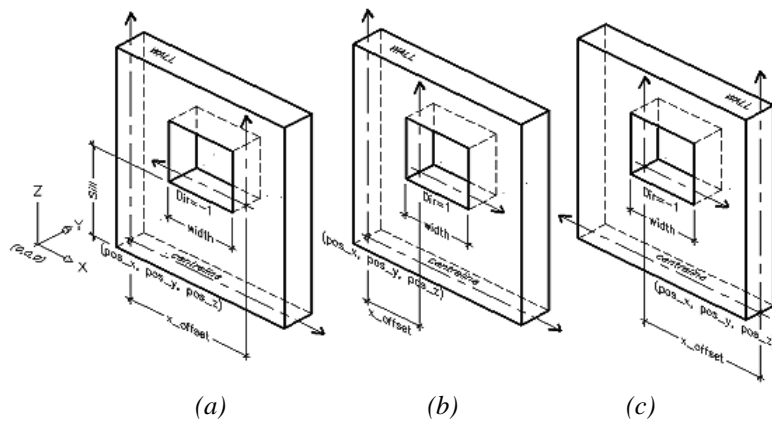 WALL
Sill
Dir=-1
width
Z
Y
X
(0,0,0)
centreline
(pos_x, pos_y, pos_z)
x_offset
(a)
WALL
Dir=1
width
(pos_x, pos_y, pos_z)
centreline
x_offset
(b)
WALL
Dir=1
width
centreline
(pos_x, pos_y, pos_z
x_offset
(c)